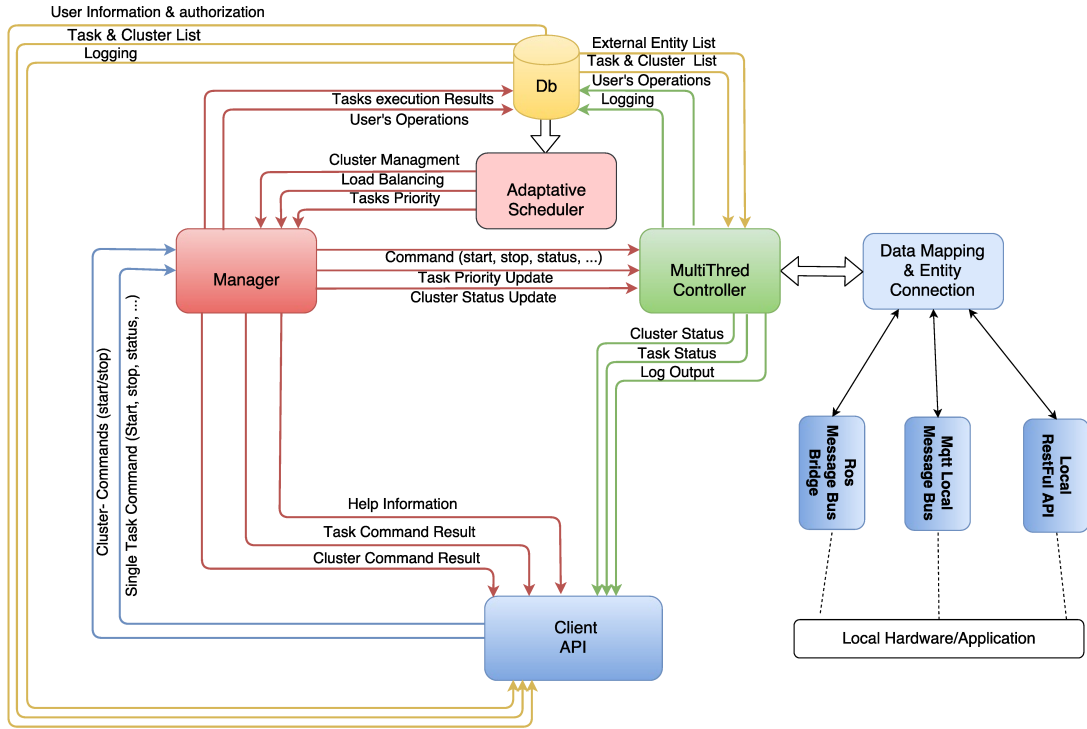 User Information & authorization
Task & Cluster List
Logging
External Entity List
Task & Cluster  List
User's Operations
Logging
Db
Tasks execution Results
User's Operations
Cluster Managment
Load Balancing
Tasks Priority
Adaptative
Scheduler
Manager
Command (start, stop, status, ...)
Task Priority Update
Cluster Status Update
MultiThred
Controller
Data Mapping
& Entity
Connection
Cluster Status
Task Status
Log Output
Cluster- Commands (start/stop)
Single Task Command (Start, stop, status, ...)
Ros
Message Bus
Bridge
Mqtt Local
Message Bus
Local
RestFul API
Help Information
Task Command Result
Cluster Command Result
Client
API
Local Hardware/Application